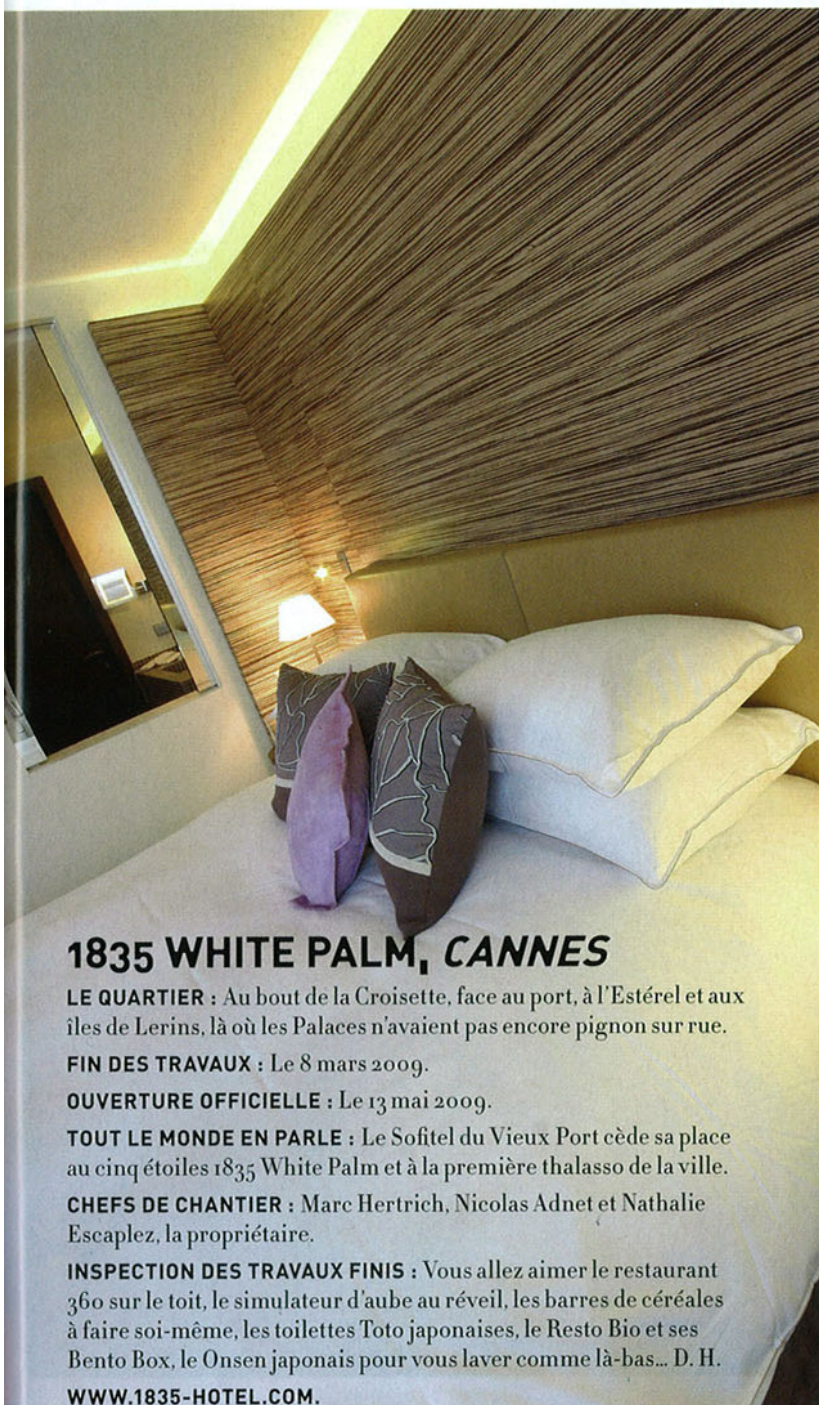 1835 WHITE PALM, CANNES
LE QUARTIER : Au bout de la Croisette, face au port, à l'Estérel et aux
îles de Lerins, là où les Palaces n'avaient pas encore pignon sur rue.
FIN DES TRAVAUX : Le 8 mars 2009.
OUVERTURE OFFICIELLE : Le 13 mai 2009.
TOUT LE MONDE EN PARLE : Le Sofitel du Vieux Port cède sa place
au cinq étoiles 1835 White Palm et à la première thalasso de la ville.
CHEFS DE CHANTIER : Marc Hertrich, Nicolas Adnet et Nathalie
Escaplez, la propriétaire.
INSPECTION DES TRAVAUX FINIS : Vous allez aimer le restaurant
360 sur le toit, le simulateur d'aube au réveil, les barres de céréales
à faire soi-même, les toilettes Toto japonaises, le Resto Bio et ses
Bento Box, le Onsen japonais pour vous laver comme là-bas... D. H.
WWW.1835-HOTEL.COM.